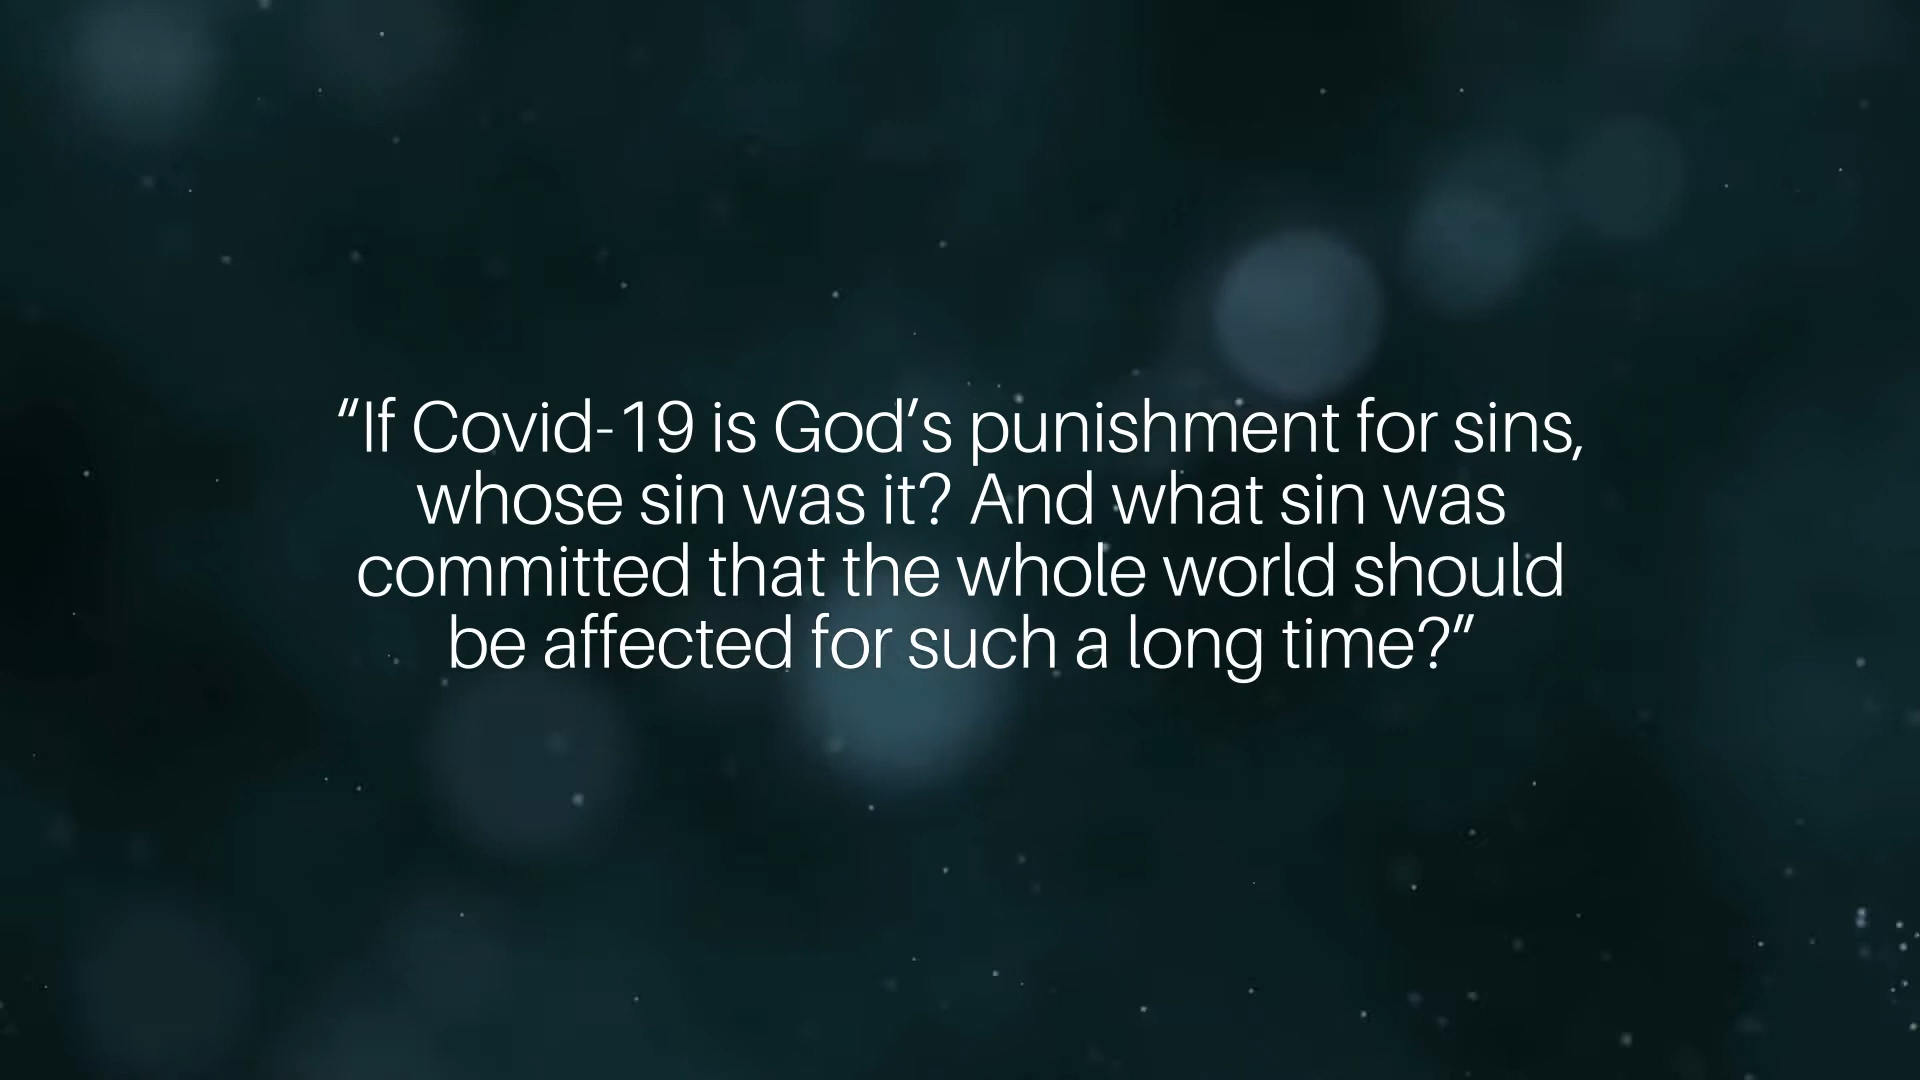 “If Covid-19 is God’s punishment for sins,
whose sin was it? And what sin was
committed that the whole world should
be affected for such a long time?”